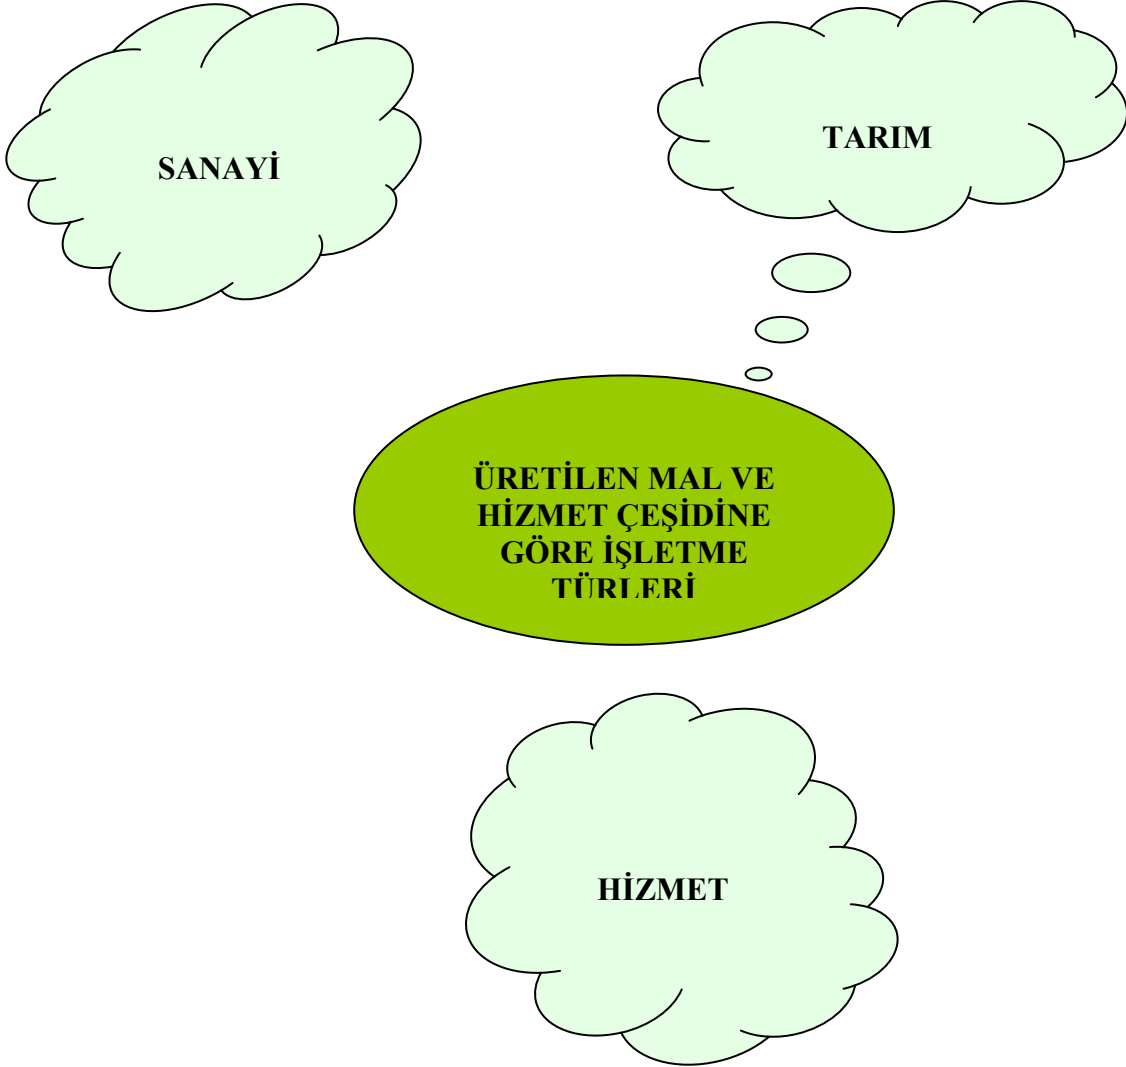 TARIM
SANAYİ
ÜRETİLEN MAL VE
HİZMET ÇEŞİDİNE
GÖRE İŞLETME
TÜRLERİ
HİZMET